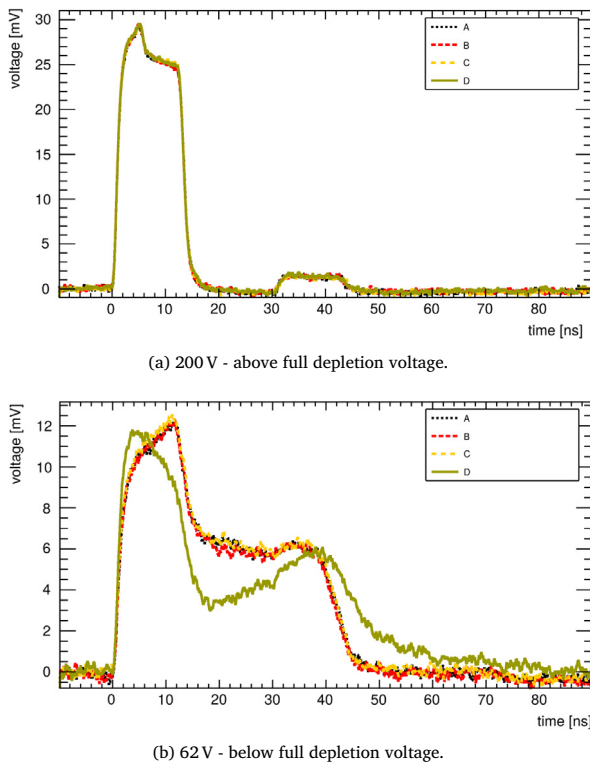 voltage [mV]
30
25
20
15
10
5
0
A
B
C
D
0 10 20 30 40 50 60 70 80
time [ns]
(a) 200 V - above full depletion voltage.
voltage [mV]
12
10
8
6
4
2
0
A
B
C
D
0 10 20 30 40 50 60 70 80
time [ns]
(b) 62 V - below full depletion voltage.